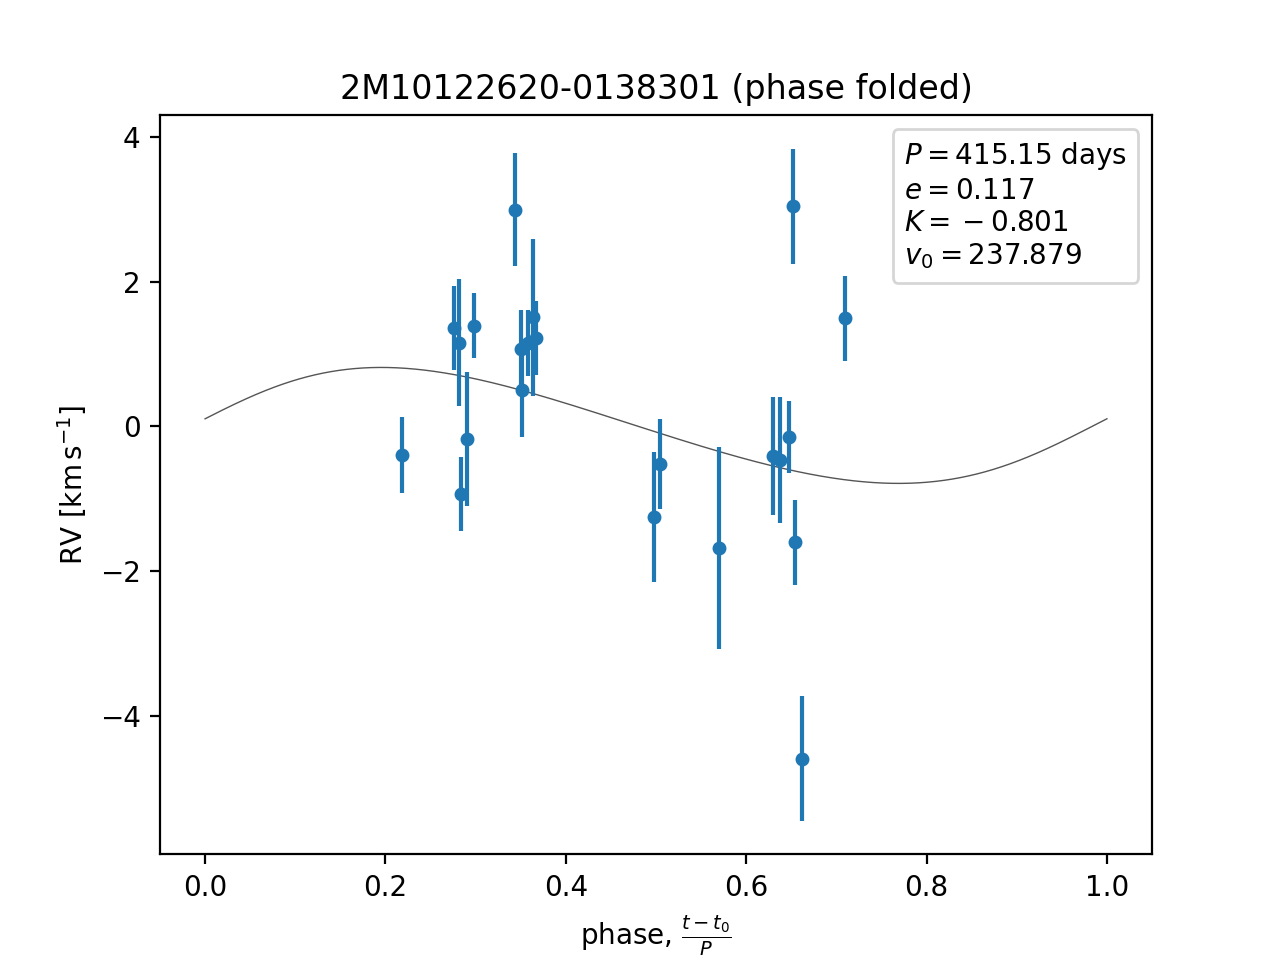 2M10122620-0138301 (phase folded)
P = 415.15 days
e = 0.117
K = −0.801
v₀ = 237.879
4
2
0
−2
−4
RV [km s⁻¹]
0.0 0.2 0.4 0.6 0.8 1.0
phase, (t − t₀)/P